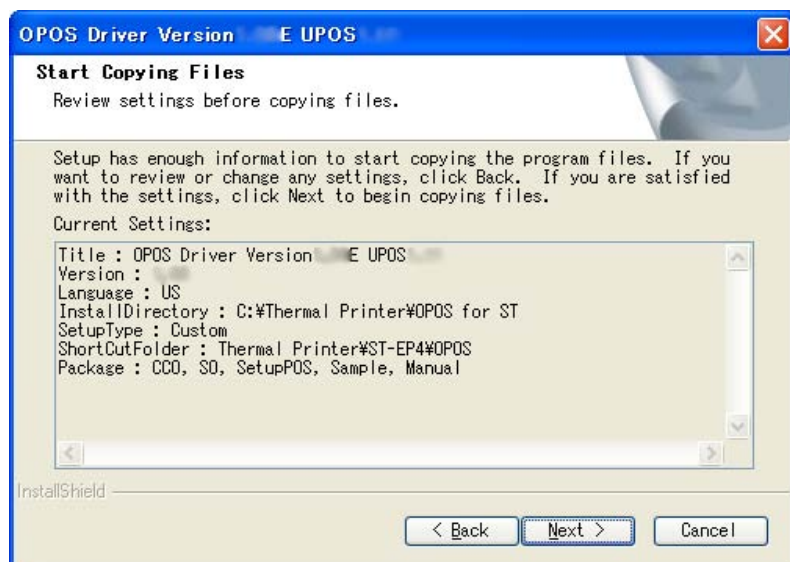 OPOS Driver Version E UPOS
Start Copying Files
Review settings before copying files.
Setup has enough information to start copying the program files.  If you
want to review or change any settings, click Back.  If you are satisfied
with the settings, click Next to begin copying files.
Current Settings:
Title : OPOS Driver Version E UPOS
Version :
Language : US
InstallDirectory : C:¥Thermal Printer¥OPOS for ST
SetupType : Custom
ShortCutFolder : Thermal Printer¥ST-EP4¥OPOS
Package : CCO, SO, SetupPOS, Sample, Manual
InstallShield
< Back
Next >
Cancel